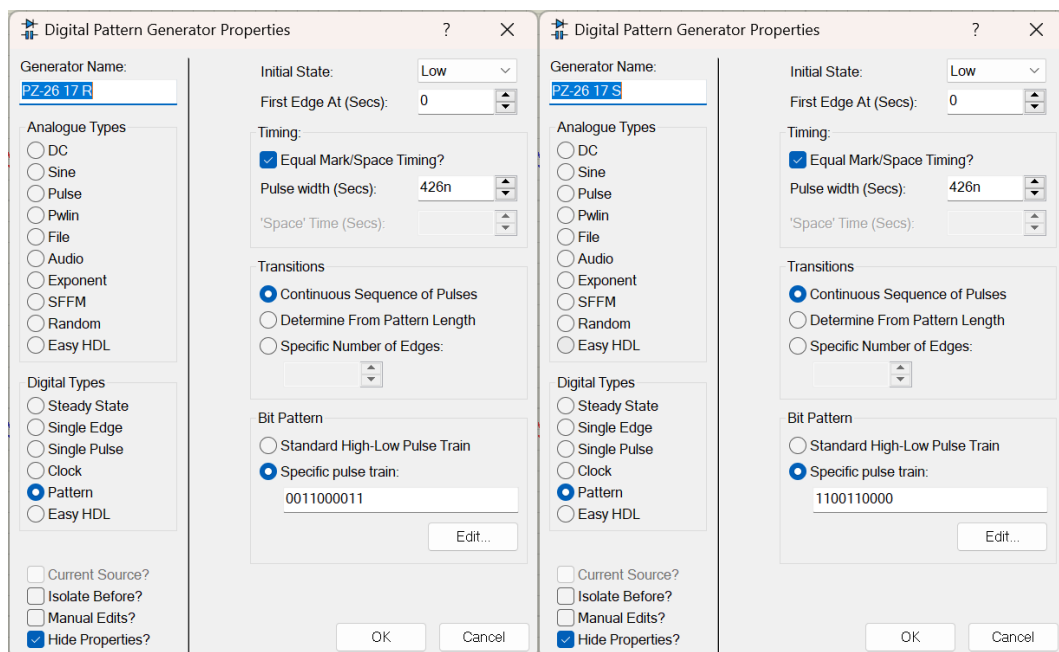 Digital Pattern Generator Properties ? X
Generator Name:
PZ-26 17 R
Analogue Types
DC
Sine
Pulse
Pwlin
File
Audio
Exponent
SFFM
Random
Easy HDL
Digital Types
Steady State
Single Edge
Single Pulse
Clock
Pattern
Easy HDL
Current Source?
Isolate Before?
Manual Edits?
Hide Properties?
Initial State: Low
First Edge At (Secs): 0
Timing:
Equal Mark/Space Timing?
Pulse width (Secs): 426n
'Space' Time (Secs):
Transitions
Continuous Sequence of Pulses
Determine From Pattern Length
Specific Number of Edges:
Bit Pattern
Standard High-Low Pulse Train
Specific pulse train:
0011000011
Edit...
OK Cancel
Digital Pattern Generator Properties ? X
Generator Name:
PZ-26 17 S
Analogue Types
DC
Sine
Pulse
Pwlin
File
Audio
Exponent
SFFM
Random
Easy HDL
Digital Types
Steady State
Single Edge
Single Pulse
Clock
Pattern
Easy HDL
Current Source?
Isolate Before?
Manual Edits?
Hide Properties?
Initial State: Low
First Edge At (Secs): 0
Timing:
Equal Mark/Space Timing?
Pulse width (Secs): 426n
'Space' Time (Secs):
Transitions
Continuous Sequence of Pulses
Determine From Pattern Length
Specific Number of Edges:
Bit Pattern
Standard High-Low Pulse Train
Specific pulse train:
1100110000
Edit...
OK Cancel